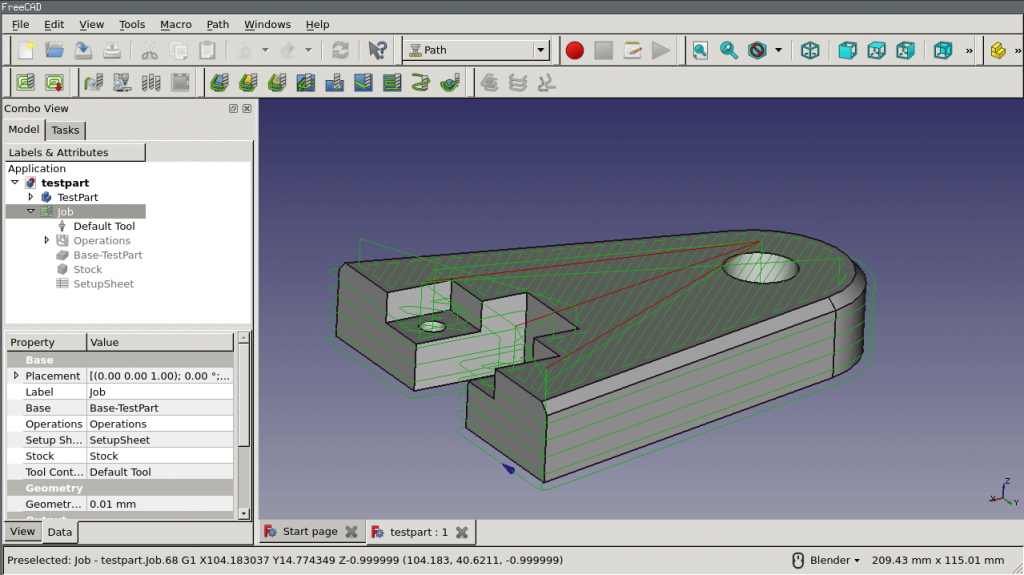 FreeCAD
File Edit View Tools Macro Path Windows Help
Path
»
»
Combo View
Model Tasks
Labels & Attributes
Application
testpart
TestPart
Job
Default Tool
Operations
Base-TestPart
Stock
SetupSheet
Property Value
Base
Placement [(0.00 0.00 1.00); 0.00 °;...
Label Job
Base Base-TestPart
Operations Operations
Setup Sh... SetupSheet
Stock Stock
Tool Cont... Default Tool
Geometry
Geometr... 0.01 mm
View Data
Z
X
Y
Start page testpart : 1
Preselected: Job - testpart.Job.68 G1 X104.183037 Y14.774349 Z-0.999999 (104.183, 40.6211, -0.999999) Blender 209.43 mm x 115.01 mm